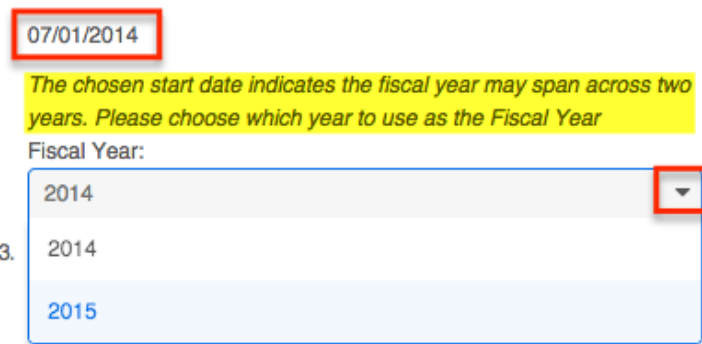 07/01/2014
The chosen start date indicates the fiscal year may span across two
years. Please choose which year to use as the Fiscal Year
Fiscal Year:
2014
3.
2014
2015